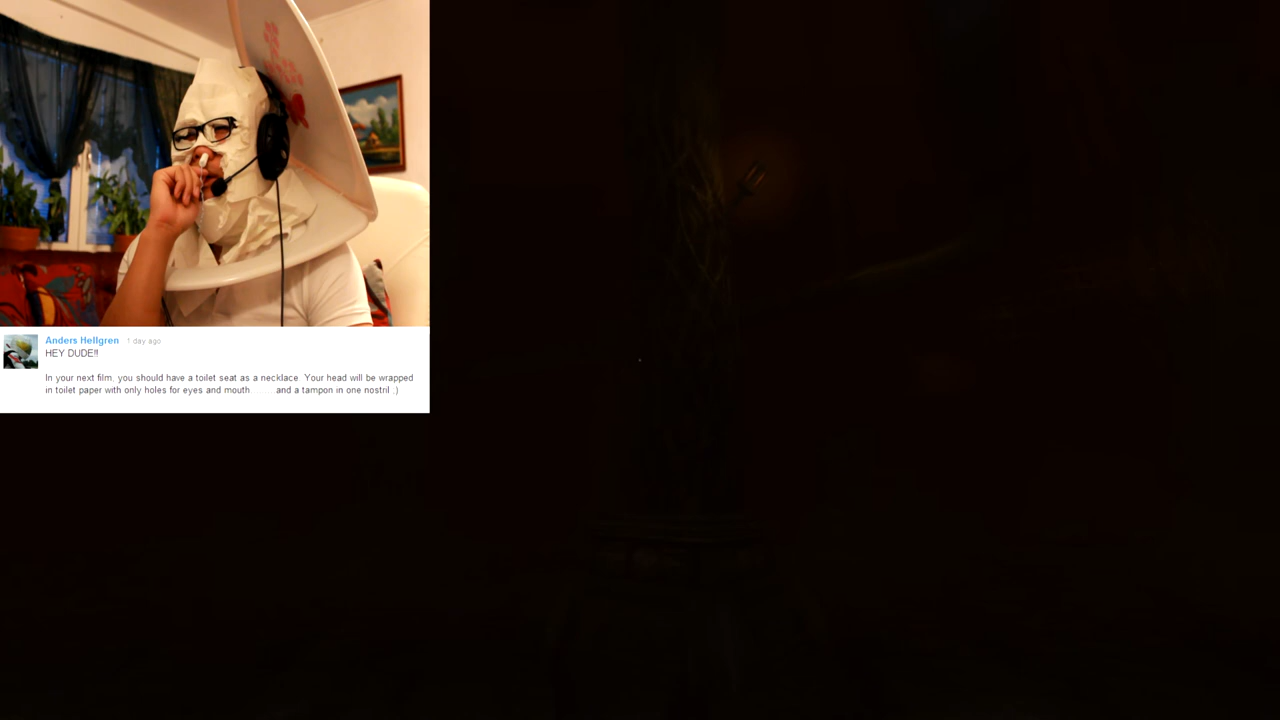 Anders Hellgren 1 day ago
HEY DUDE!!
In your next film, you should have a toilet seat as a necklace. Your head will be wrapped
in toilet paper with only holes for eyes and mouth..........and a tampon in one nostril :)